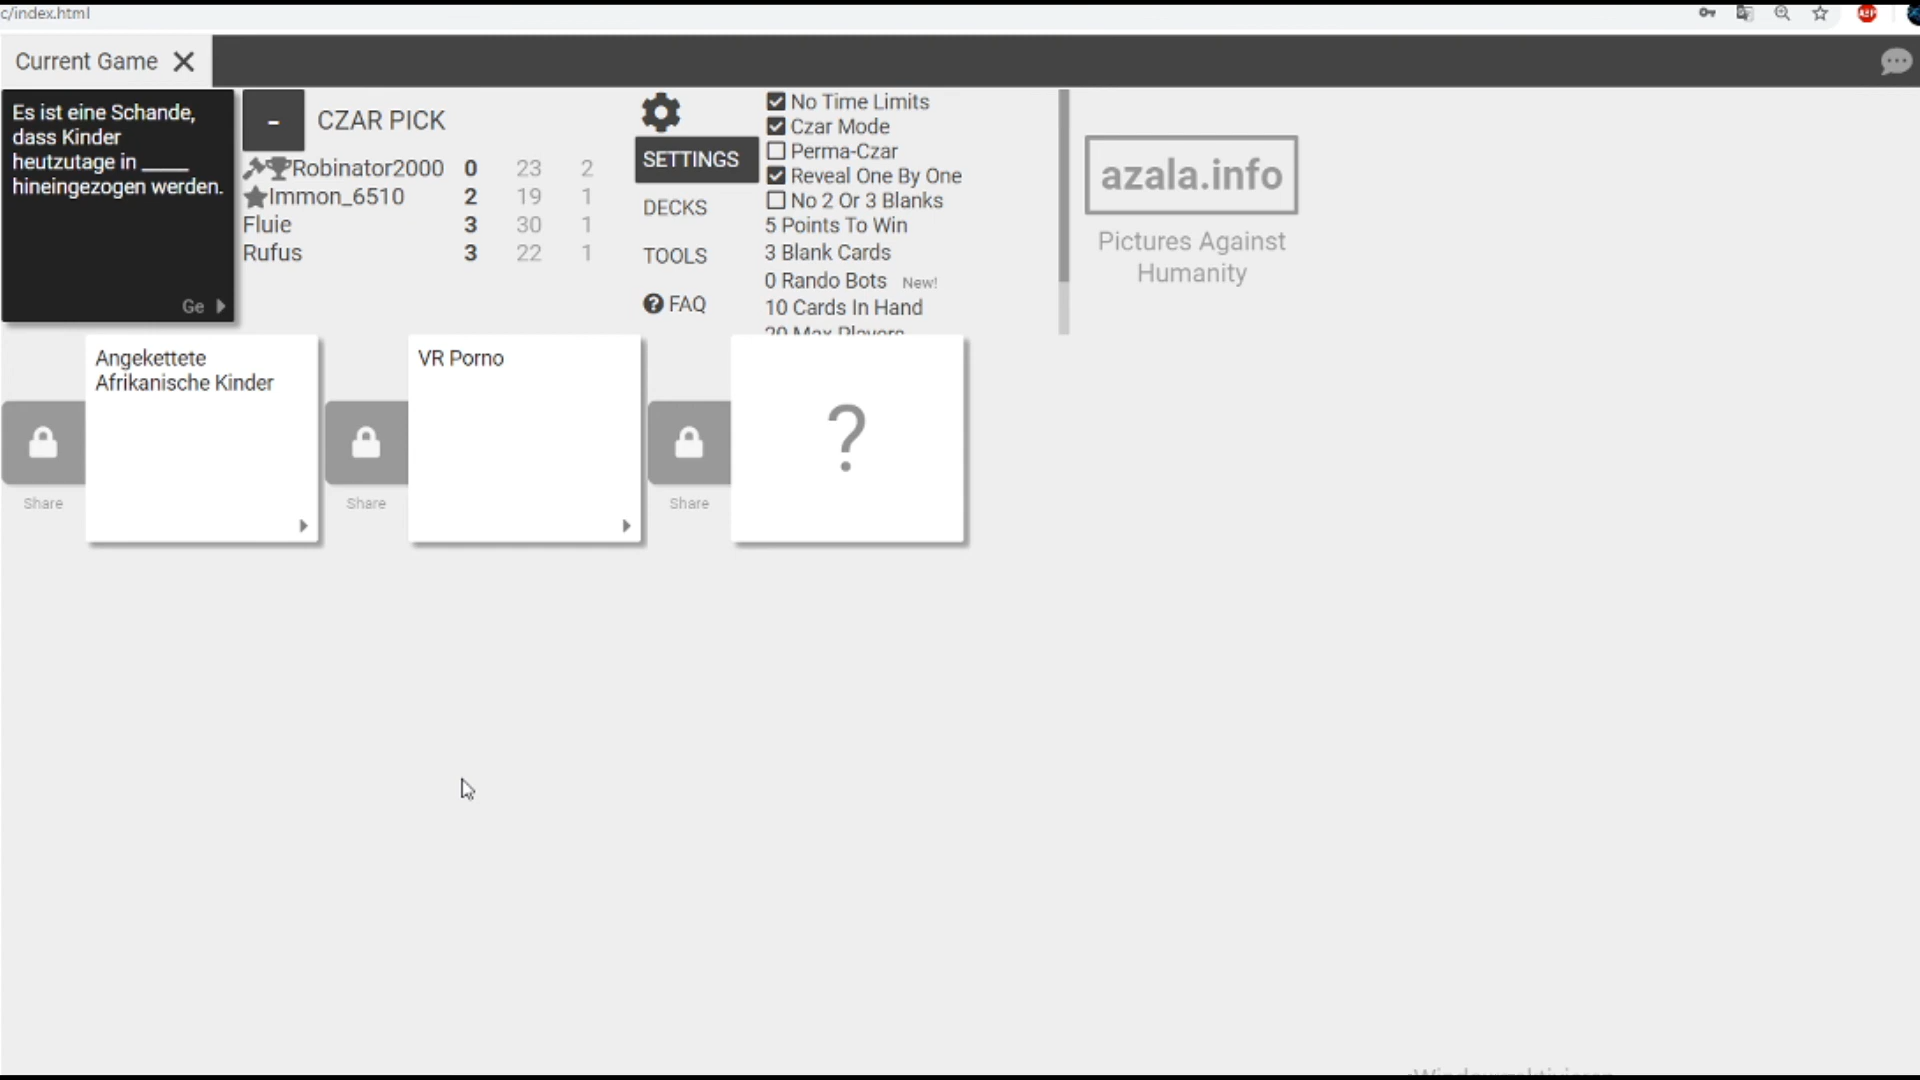 c/index.html
Current Game
Es ist eine Schande,
dass Kinder
heutzutage in _____
hineingezogen werden.
Ge
-
CZAR PICK
Robinator2000 0 23 2
Immon_6510 2 19 1
Fluie 3 30 1
Rufus 3 22 1
SETTINGS
DECKS
TOOLS
? FAQ
No Time Limits
Czar Mode
Perma-Czar
Reveal One By One
No 2 Or 3 Blanks
5 Points To Win
3 Blank Cards
0 Rando Bots New!
10 Cards In Hand
20 Max Players
azala.info
Pictures Against
Humanity
Angekettete
Afrikanische Kinder
Share
VR Porno
Share
?
Share